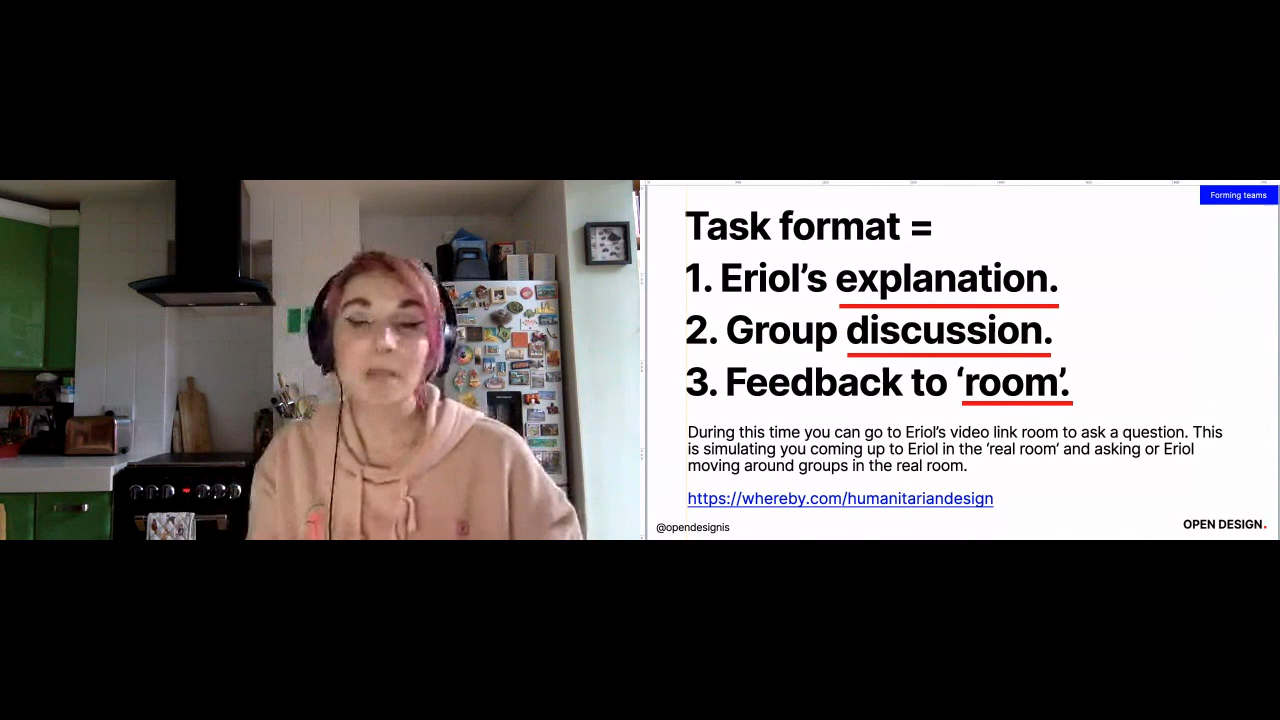 Forming teams
Task format =
1. Eriol’s explanation.
2. Group discussion.
3. Feedback to ‘room’.
During this time you can go to Eriol’s video link room to ask a question. This
is simulating you coming up to Eriol in the ‘real room’ and asking or Eriol
moving around groups in the real room.
https://whereby.com/humanitariandesign
@opendesignis
OPEN DESIGN.